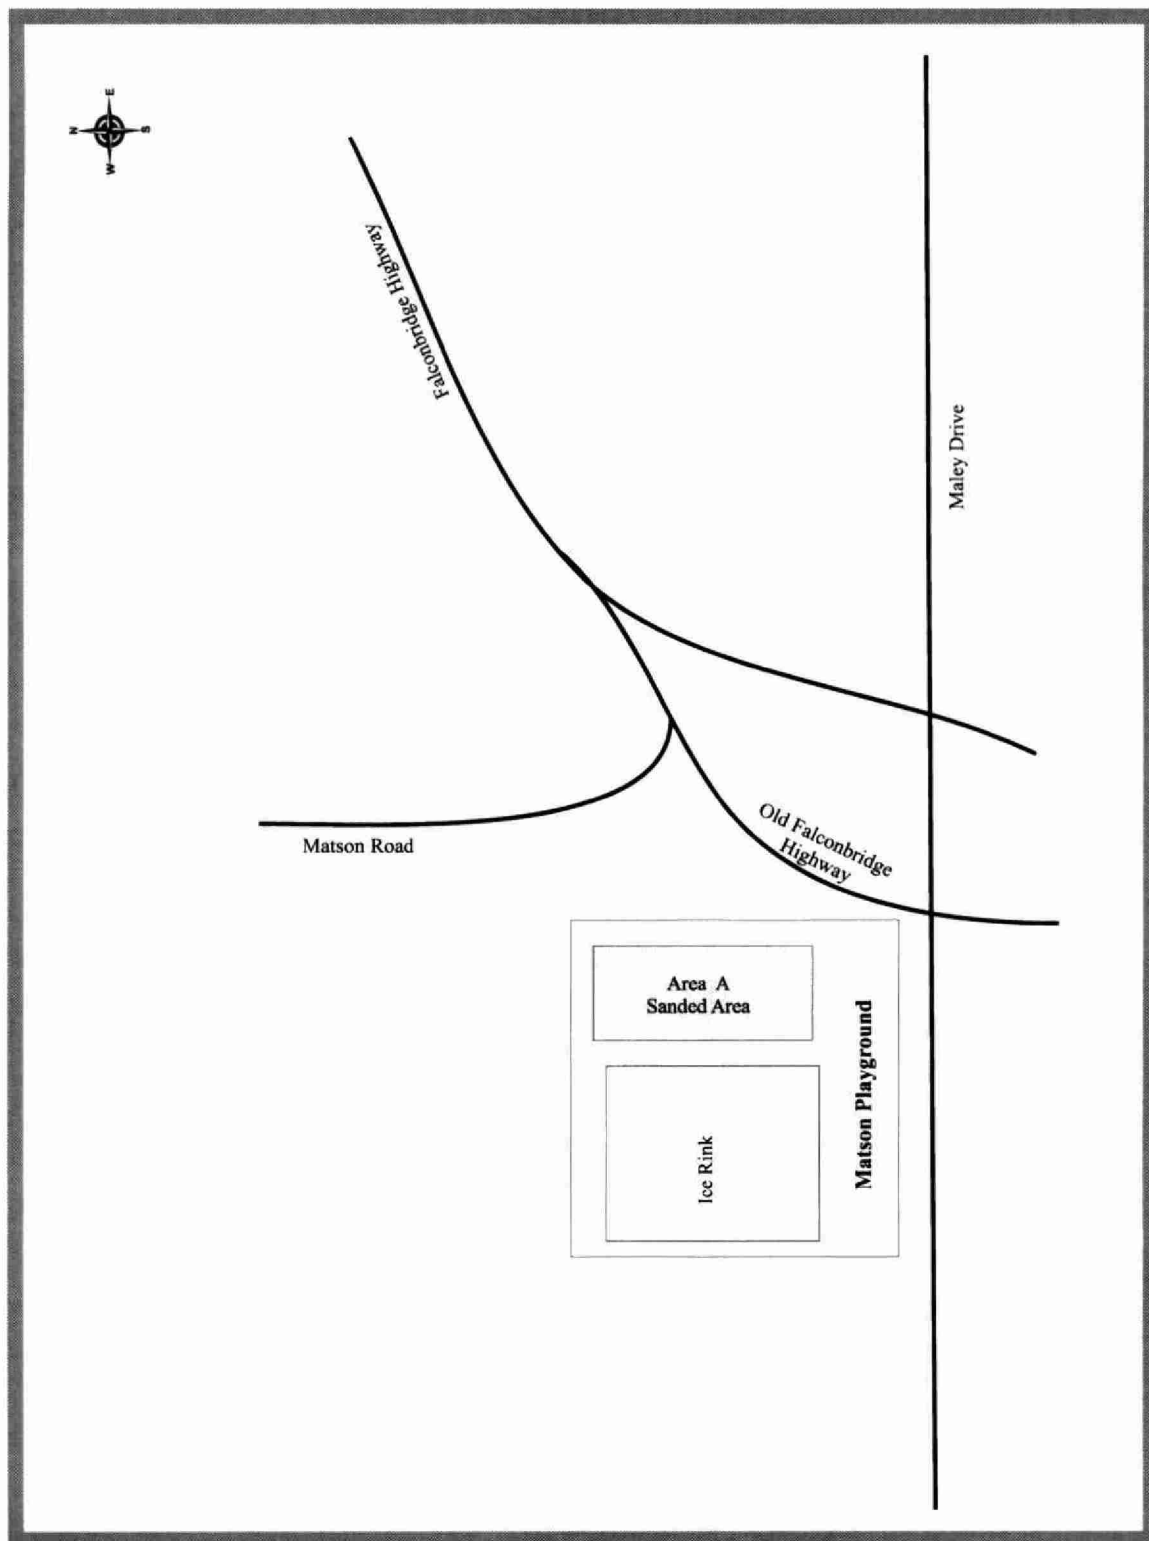 E
N
S
W
Falconbridge Highway
Maley Drive
Matson Road
Old Falconbridge
Highway
Area A
Sanded Area
Matson Playground
Ice Rink